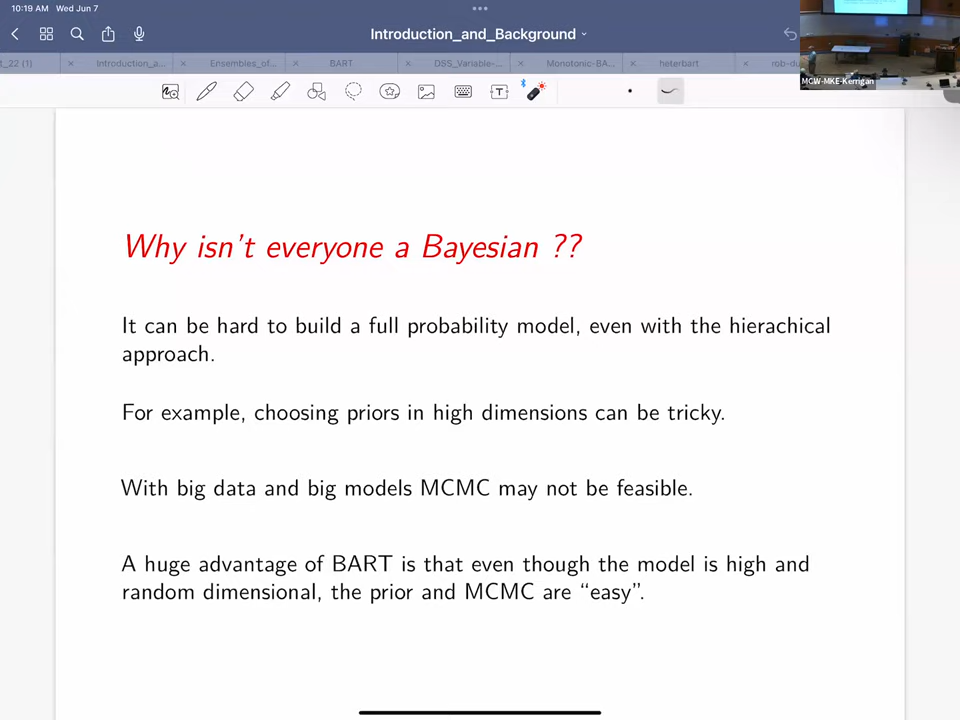 10:19 AM Wed Jun 7
Introduction_and_Background
t_22 (1)
Introduction_a...
Ensembles_of...
BART
DSS_Variable-...
Monotonic-BA...
heterbart
rob-du
MCW-MKE-Kerrigan
T
Why isn't everyone a Bayesian ??
It can be hard to build a full probability model, even with the hierachical
approach.
For example, choosing priors in high dimensions can be tricky.
With big data and big models MCMC may not be feasible.
A huge advantage of BART is that even though the model is high and
random dimensional, the prior and MCMC are “easy”.